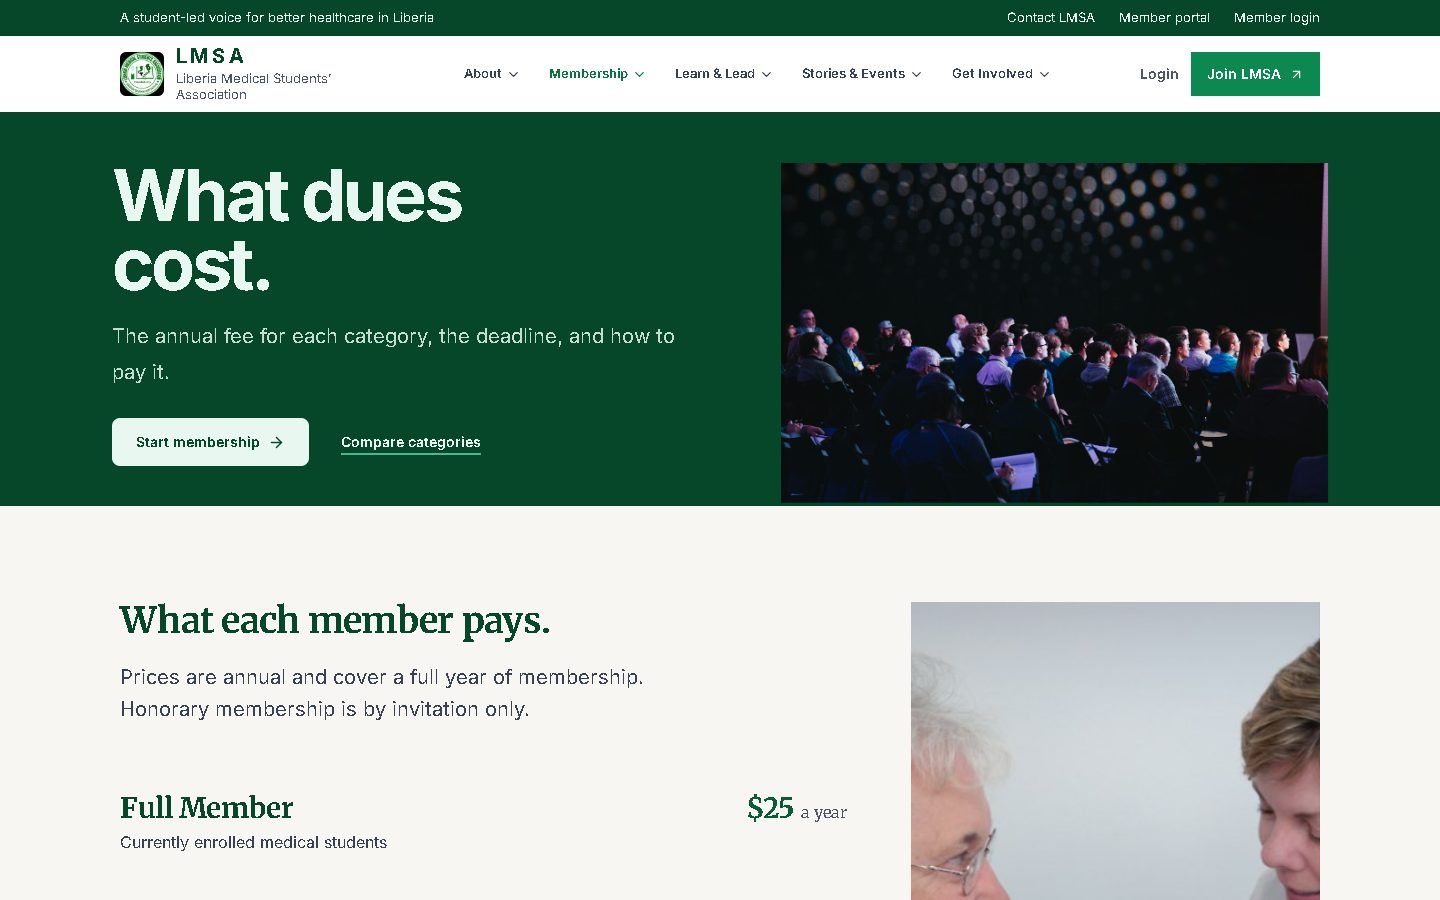 A student-led voice for better healthcare in Liberia
Contact LMSA
Member portal
Member login
LMSA
Liberia Medical Students'
Association
About
Membership
Learn & Lead
Stories & Events
Get Involved
Login
Join LMSA
What dues
cost.
The annual fee for each category, the deadline, and how to
pay it.
Start membership
Compare categories
What each member pays.
Prices are annual and cover a full year of membership.
Honorary membership is by invitation only.
Full Member
$25 a year
Currently enrolled medical students